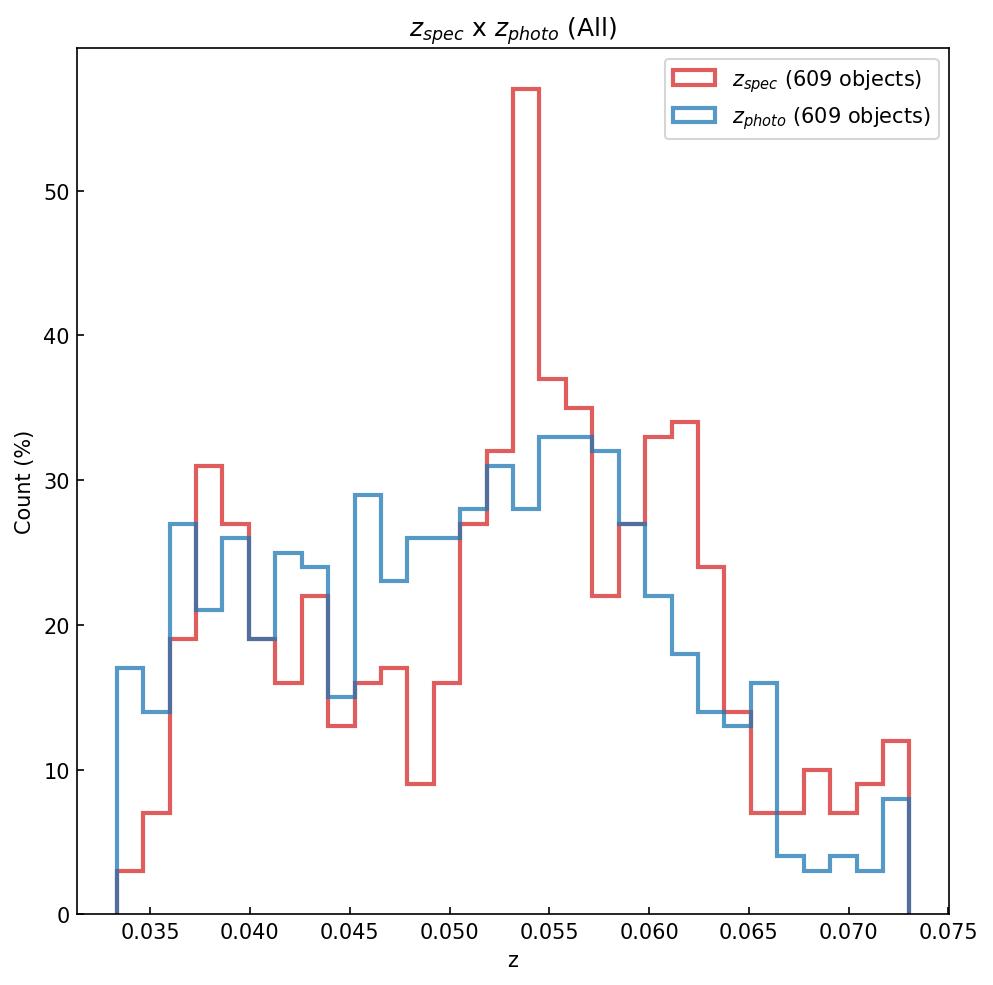 z_spec x z_photo (All)
z_spec (609 objects)
z_photo (609 objects)
Count (%)
50
40
30
20
10
0
0.035 0.040 0.045 0.050 0.055 0.060 0.065 0.070 0.075
z